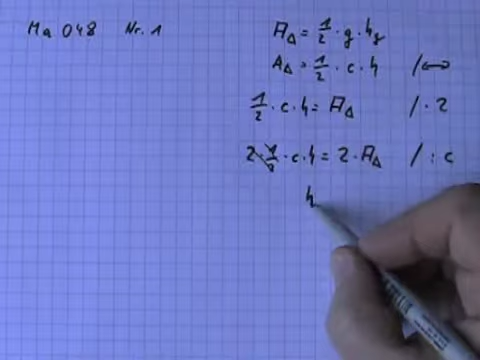 Ma 048 Nr. 1
A△ = 1/2 · g · hg
A△ = 1/2 · c · h /↔
1/2 · c · h = A△ / · 2
2 · 1/2 · c · h = 2 · A△ / : c
h